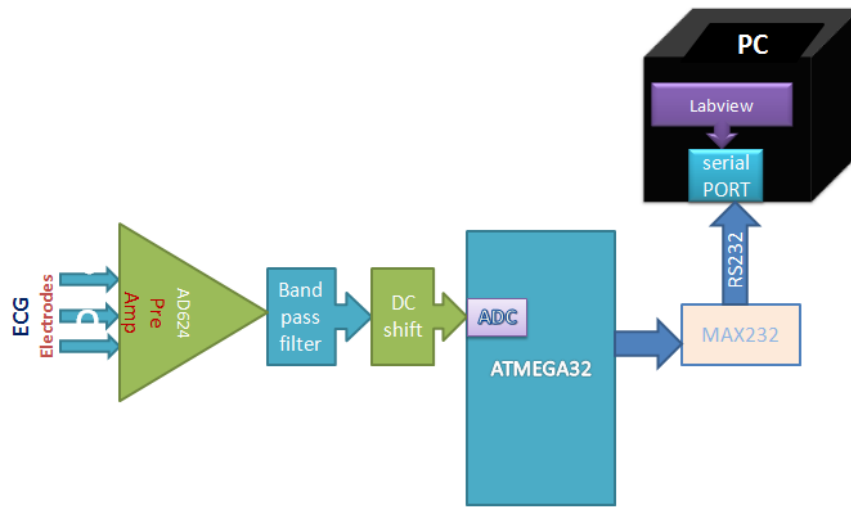 PC
Labview
serial
PORT
RS232
ECG
Electrodes
Pre
Amp
AD624
Band
pass
filter
DC
shift
ADC
ATMEGA32
MAX232